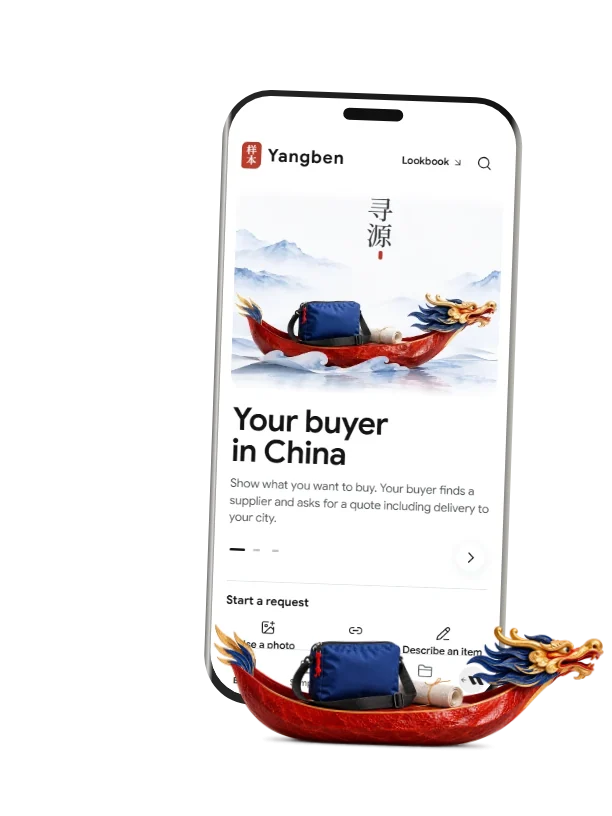 样本
Yangben
Lookbook
寻源
Your buyer
in China
Show what you want to buy. Your buyer finds a
supplier and asks for a quote including delivery to
your city.
Start a request
a photo
Describe an item